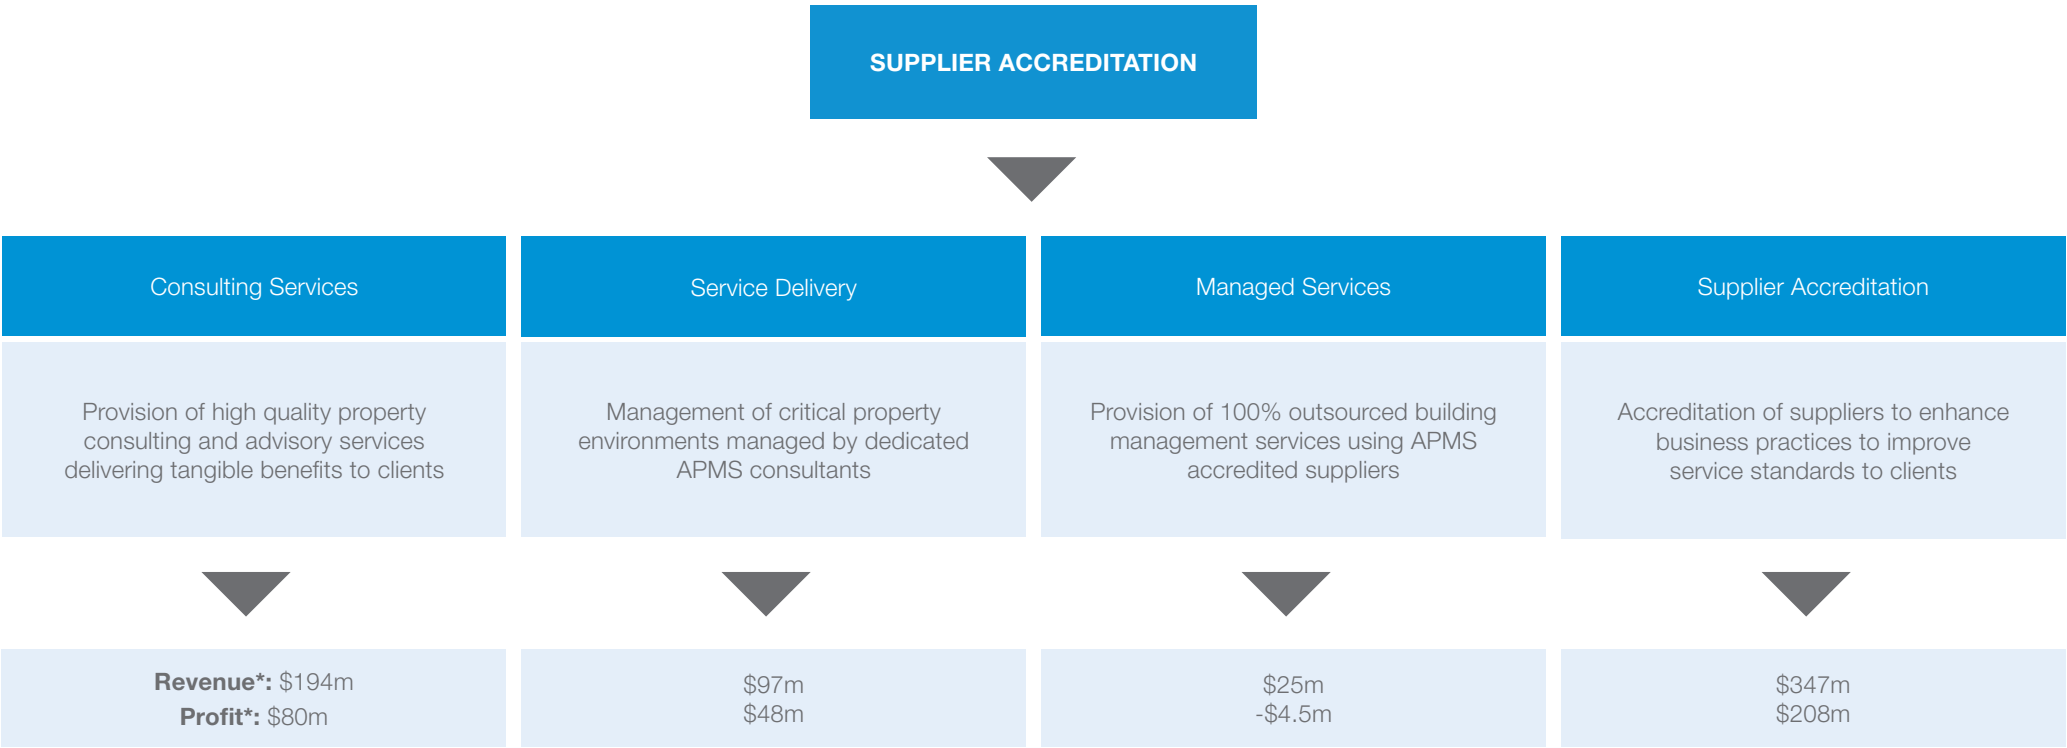 SUPPLIER ACCREDITATION
Consulting Services
Service Delivery
Managed Services
Supplier Accreditation
Provision of high quality property
consulting and advisory services
delivering tangible benefits to clients
Management of critical property
environments managed by dedicated
APMS consultants
Provision of 100% outsourced building
management services using APMS
accredited suppliers
Accreditation of suppliers to enhance
business practices to improve
service standards to clients
Revenue*: $194m
Profit*: $80m
$97m
$48m
$25m
-$4.5m
$347m
$208m